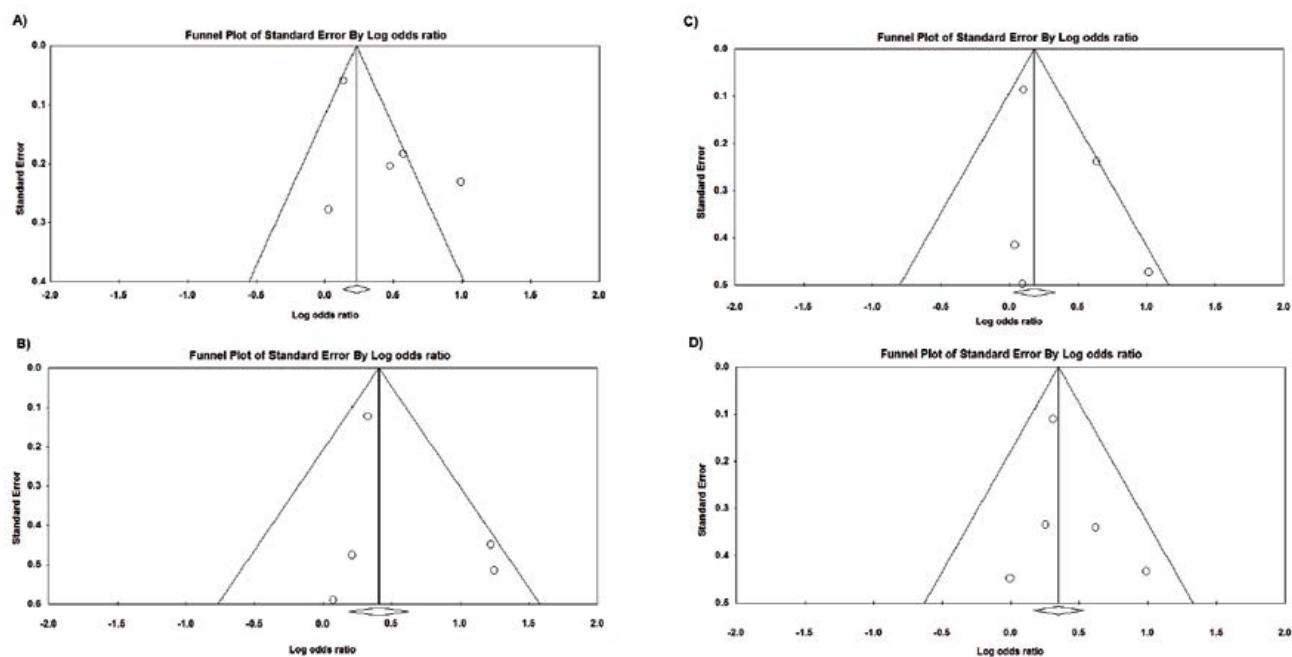 A)
Funnel Plot of Standard Error By Log odds ratio
0.0
0.1
0.2
0.3
0.4
Standard Error
-2.0 -1.5 -1.0 -0.5 0.0 0.5 1.0 1.5 2.0
Log odds ratio
B)
Funnel Plot of Standard Error By Log odds ratio
0.0
0.1
0.2
0.3
0.4
0.5
0.6
Standard Error
-2.0 -1.5 -1.0 -0.5 0.0 0.5 1.0 1.5 2.0
Log odds ratio
C)
Funnel Plot of Standard Error By Log odds ratio
0.0
0.1
0.2
0.3
0.4
0.5
Standard Error
-2.0 -1.5 -1.0 -0.5 0.0 0.5 1.0 1.5 2.0
Log odds ratio
D)
Funnel Plot of Standard Error By Log odds ratio
0.0
0.1
0.2
0.3
0.4
0.5
Standard Error
-2.0 -1.5 -1.0 -0.5 0.0 0.5 1.0 1.5 2.0
Log odds ratio